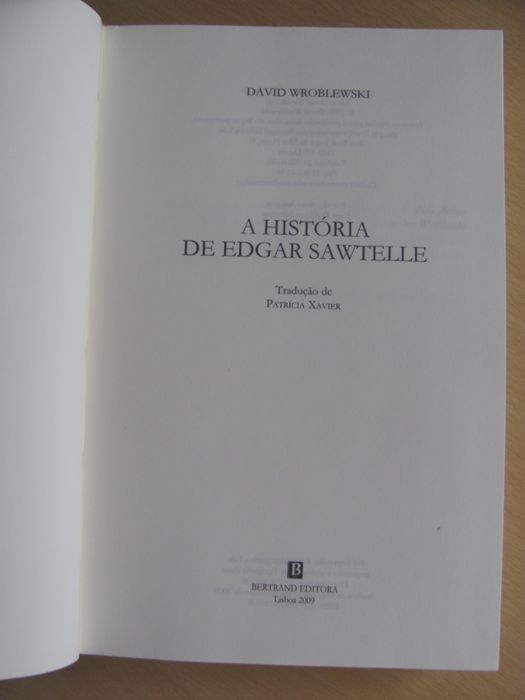 DAVID WROBLEWSKI
A HISTÓRIA
DE EDGAR SAWTELLE
Tradução de
PATRÍCIA XAVIER
B
BERTRAND EDITORA
Lisboa 2009